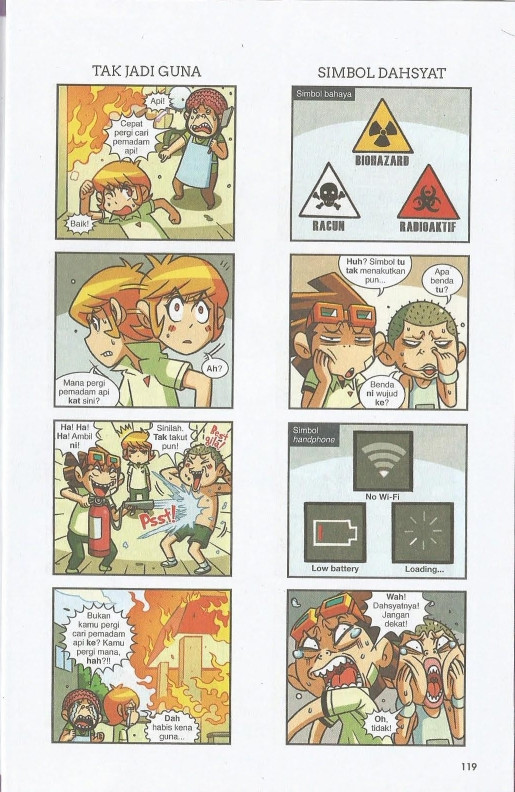 TAK JADI GUNA
Api!
Cepat
pergi cari
pemadam
api!
Baik!
Ah?
Mana pergi
pemadam api
kat sini?
Ha! Ha!
Ha! Ambil
ni!
Sinilah.
Tak takut
pun!
Psst!
Bukan
kamu pergi
cari pemadam
api ke? Kamu
pergi mana,
hah?!!
Dah
habis kena
guna...
SIMBOL DAHSYAT
Simbol bahaya
BIOHAZARD
RACUN
RADIOAKTIF
Huh? Simbol tu
tak menakutkan
pun...
Apa
benda
tu?
Benda
ni wujud
ke?
Simbol
handphone
No Wi-Fi
Low battery
Loading...
Wah!
Dahsyatnya!
Jangan
dekat!
Oh,
tidak!
119